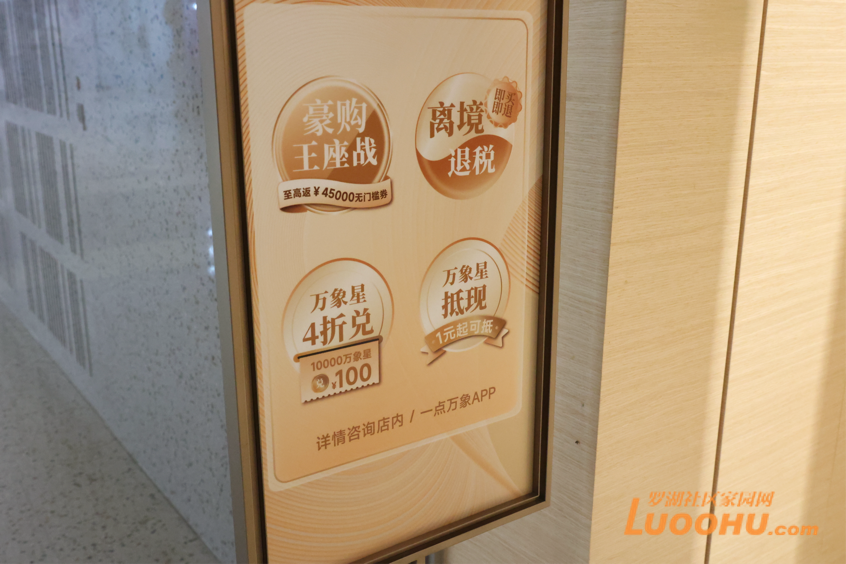 豪购
王座战
至高返￥45000无门槛券
离境
退税
即买
即退
万象星
4折兑
10000万象星
¥100
万象星
抵现
1元起可抵
详情咨询店内 / 一点万象APP
罗湖社区家园网
LUOOHU.com